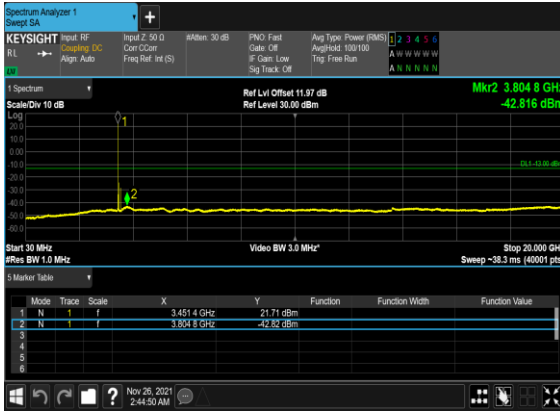 Spectrum Analyzer 1
Swept SA
+
KEYSIGHT
RL
Input: RF
Coupling: DC
Align: Auto
Input Z: 50 Ω
Corr CCorr
Freq Ref: Int (S)
#Atten: 30 dB
PNO: Fast
Gate: Off
IF Gain: Low
Sig Track: Off
Avg Type: Power (RMS)
Avg|Hold: 100/100
Trig: Free Run
1 2 3 4 5 6
A W W W W W
A N N N N N
1 Spectrum
Scale/Div 10 dB
Ref Lvl Offset 11.97 dB
Ref Level 30.00 dBm
Mkr2 3.804 8 GHz
-42.816 dBm
Log
20.0
10.0
0.00
-10.0
-20.0
-30.0
-40.0
-50.0
-60.0
1
2
DL1 -13.00 dBm
Start 30 MHz
#Res BW 1.0 MHz
Video BW 3.0 MHz*
Stop 20.000 GHz
Sweep ~38.3 ms (40001 pts)
5 Marker Table
Mode Trace Scale X Y Function Function Width Function Value
1 N 1 f 3.451 4 GHz 21.71 dBm
2 N 1 f 3.804 8 GHz -42.82 dBm
3
4
5
6
?
Nov 26, 2021
2:44:50 AM